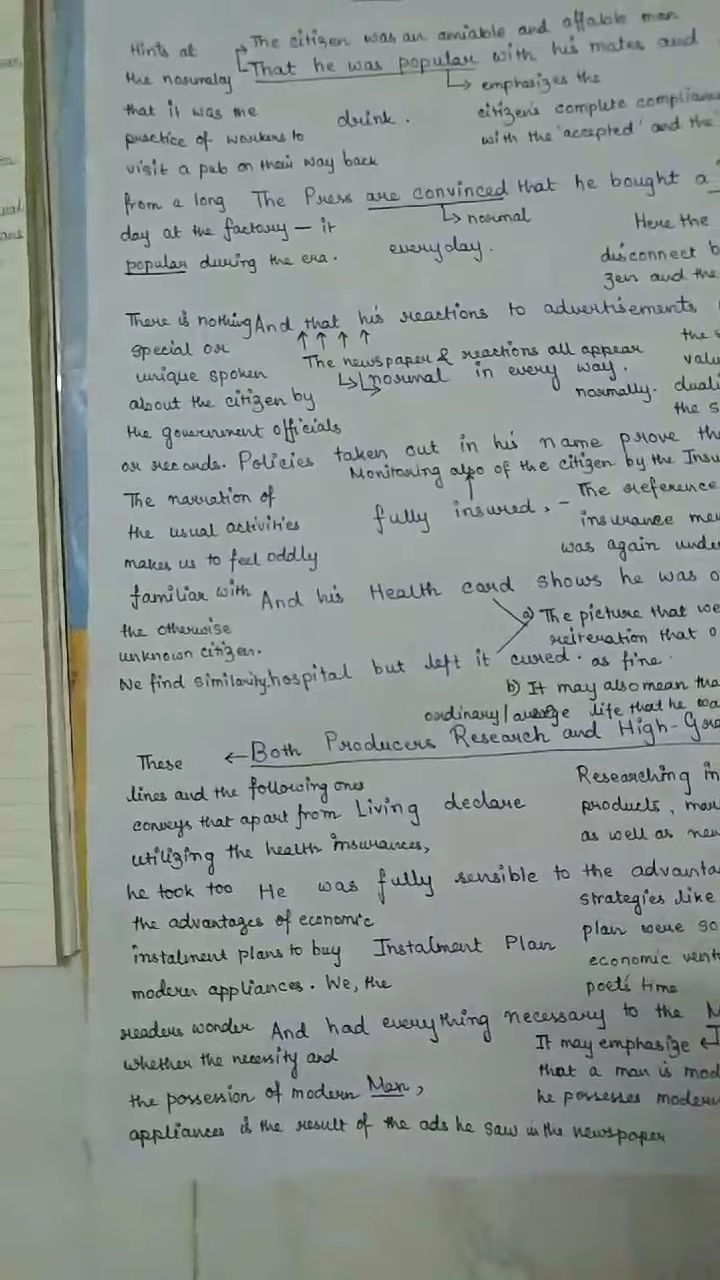 The citizen was an amiable and affable man
Hints at
the normalcy That he was popular with his mates and
emphasizes the
that it was the drink. citizen's complete complianc
practice of workers to with the 'accepted' and the
visit a pub on their way back
from a long The Press are convinced that he bought a
day at the factory – it normal Here the
popular during the era. everyday. disconnect b
zen and the
There is nothing And that his reactions to advertisements
special or The newspaper & reactions all appear the s
unique spoken normal in every way. valu
about the citizen by normally. duali
the government officials the s
or records. Policies taken out in his name prove th
Monitoring also of the citizen by the Insu
The narration of fully insured, – The reference
the usual activities insurance me
makes us to feel oddly was again unde
familiar with And his Health card shows he was o
the otherwise a) The picture that we
unknown citizen. reiteration that o
We find similarity. hospital but left it cured. as fine.
b) It may also mean tha
ordinary/average life that he wa
These Both Producers Research and High-Gra
lines and the following ones Researching in
conveys that apart from Living declare products, mar
utilizing the health insurances, as well as new
he took too He was fully sensible to the advanta
the advantages of economic strategies like
instalment plans to buy Instalment Plan plan were so
modern appliances. We, the economic vent
poet's time
readers wonder And had everything necessary to the M
whether the necessity and It may emphasize
the possession of modern Man, that a man is mod
he possesses modern
appliances is the result of the ads he saw in the newspaper